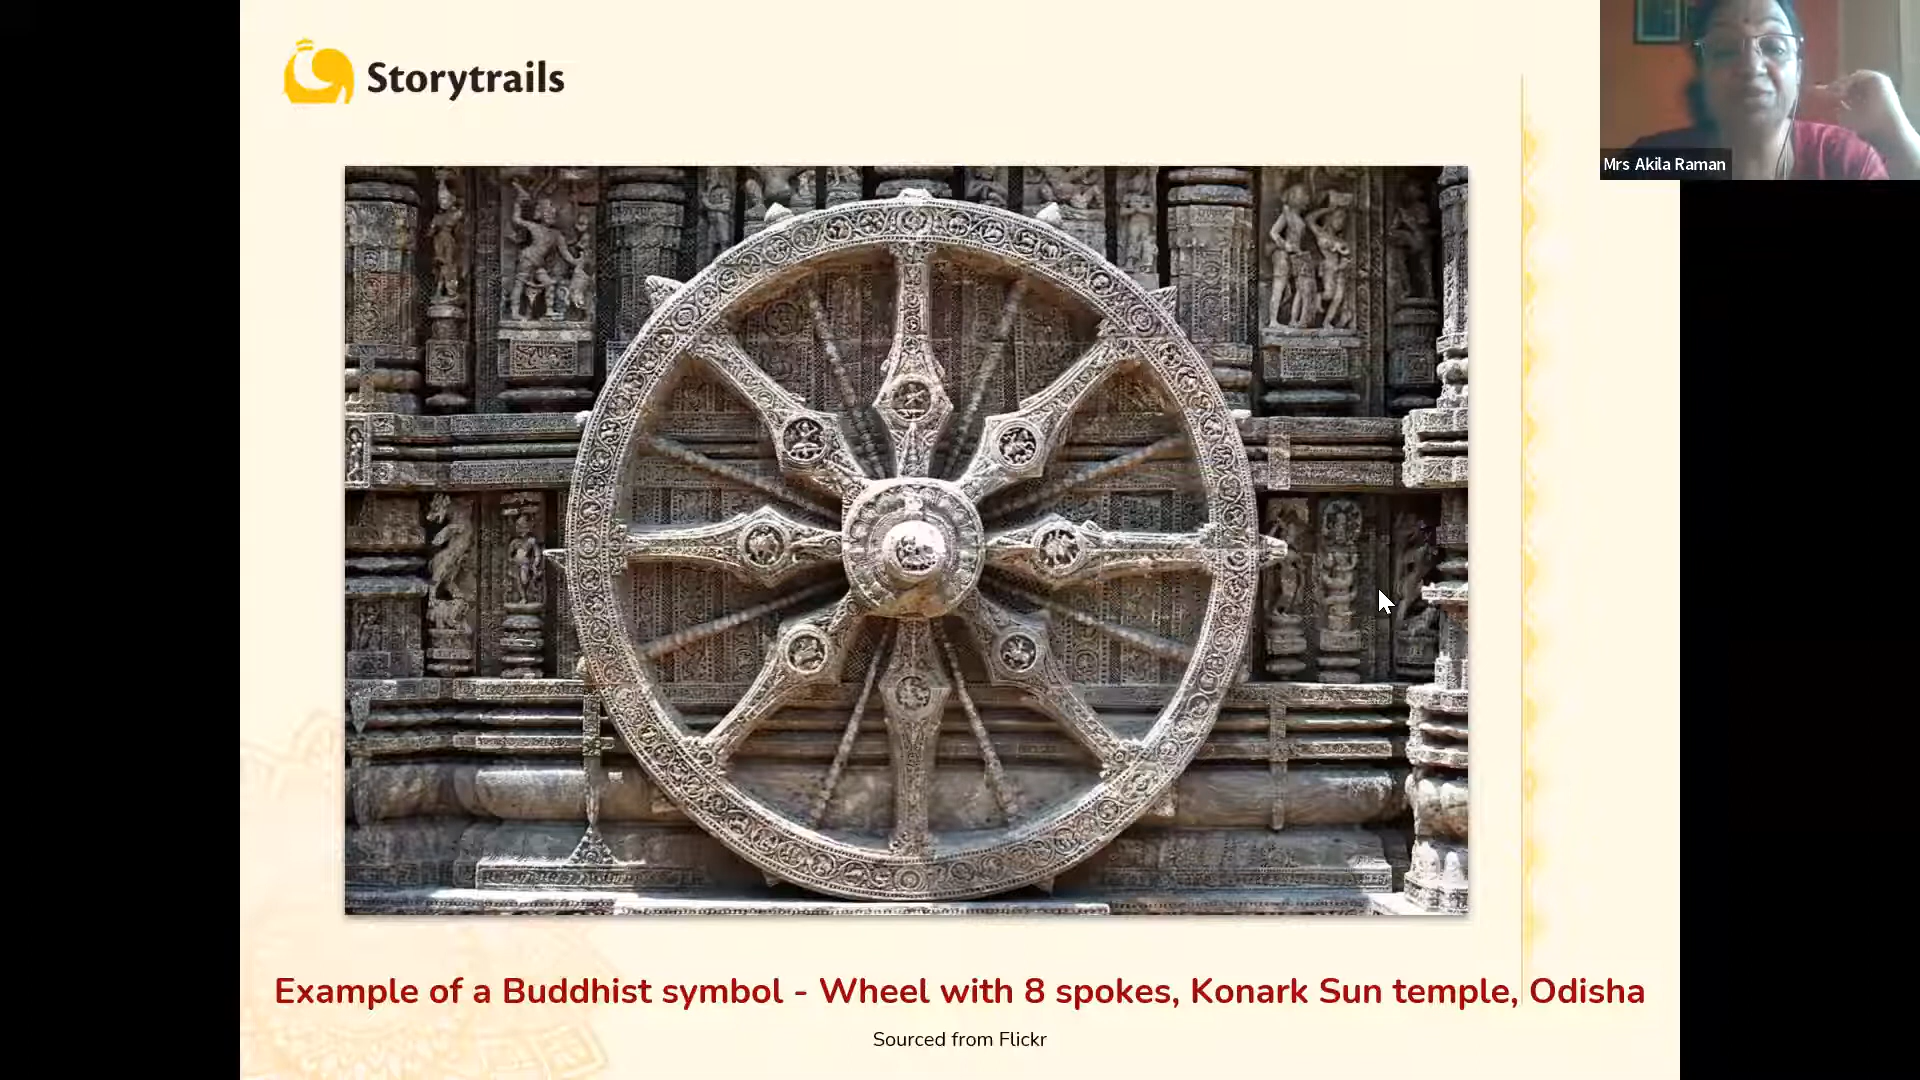 Storytrails
Mrs Akila Raman
Example of a Buddhist symbol - Wheel with 8 spokes, Konark Sun temple, Odisha
Sourced from Flickr